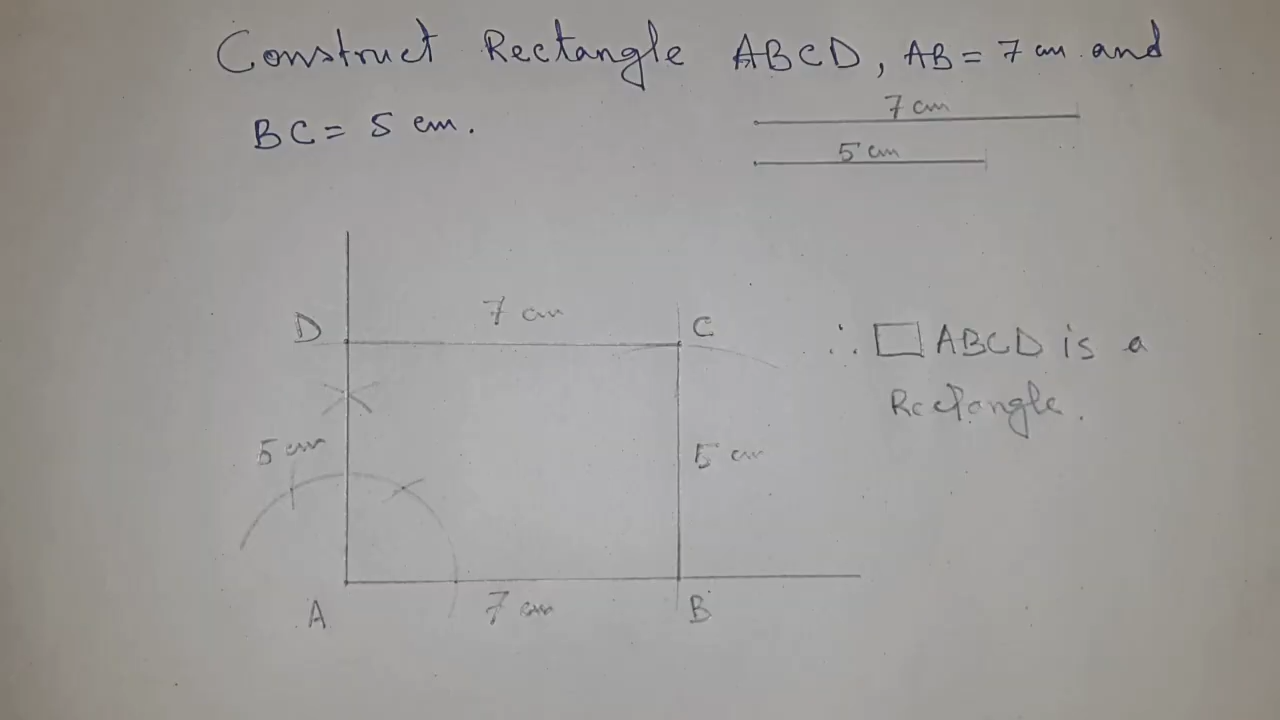 Construct Rectangle ABCD, AB = 7 cm and
BC = 5 cm.
7 cm
5 cm
D
7 cm
C
∴ □ ABCD is a
Rectangle.
5 cm
5 cm
A
7 cm
B